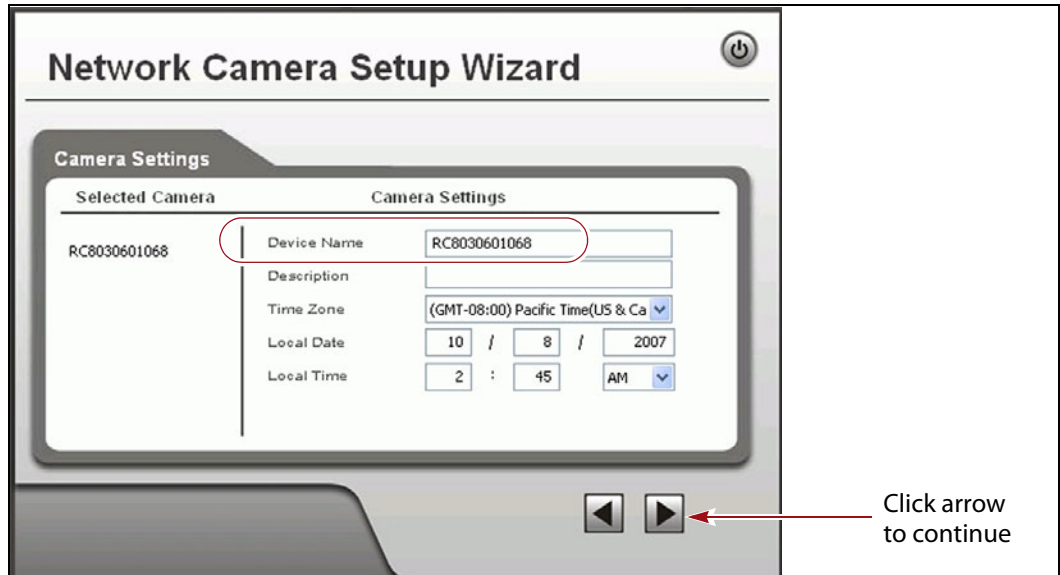 Network Camera Setup Wizard
Camera Settings
Selected Camera
Camera Settings
RC8030601068
Device Name RC8030601068
Description
Time Zone (GMT-08:00) Pacific Time(US & Ca
Local Date 10 / 8 / 2007
Local Time 2 : 45 AM
Click arrow
to continue